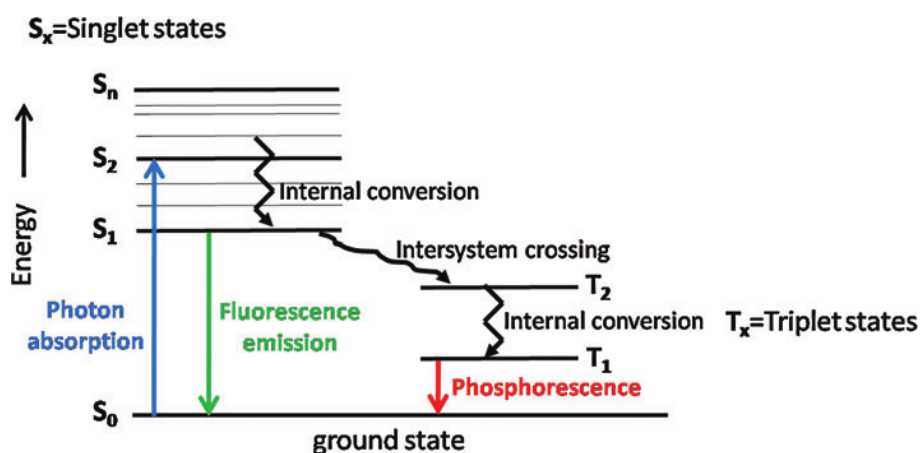 Sx=Singlet states
Sn
S2
Internal conversion
S1
Energy
Intersystem crossing
T2
Photon
absorption
Fluorescence
emission
Internal conversion
Tx=Triplet states
T1
Phosphorescence
S0
ground state